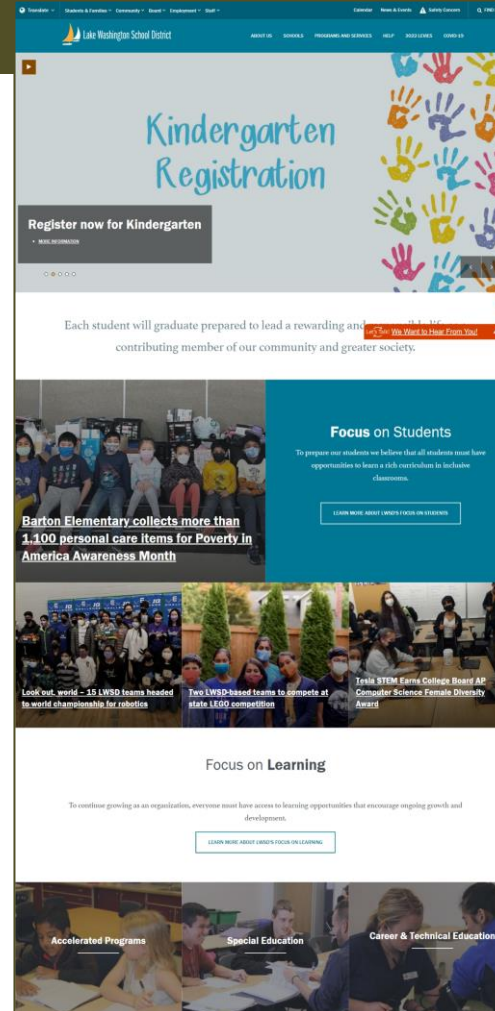 Translate Students & Families Community Board Employment Staff Calendar News & Events Safety Concern FIND
Lake Washington School District
ABOUT US SCHOOLS PROGRAMS AND SERVICES HELP 2022 LEVIES COVID-19
Kindergarten
Registration
Register now for Kindergarten
MORE INFORMATION
Each student will graduate prepared to lead a rewarding and
Let's Talk! We Want to Hear From You!
contributing member of our community and greater society.
Focus on Students
To prepare our students we believe that all students must have
opportunities to learn a rich curriculum in inclusive
classrooms.
LEARN MORE ABOUT LWSD'S FOCUS ON STUDENTS
Barton Elementary collects more than
1,100 personal care items for Poverty in
America Awareness Month
Look out, world – 15 LWSD teams headed
to world championship for robotics
Two LWSD-based teams to compete at
state LEGO competition
Tesla STEM Earns College Board AP
Computer Science Female Diversity
Award
Focus on Learning
To continue growing as an organization, everyone must have access to learning opportunities that encourage ongoing growth and
development.
LEARN MORE ABOUT LWSD'S FOCUS ON LEARNING
Accelerated Programs
Special Education
Career & Technical Education